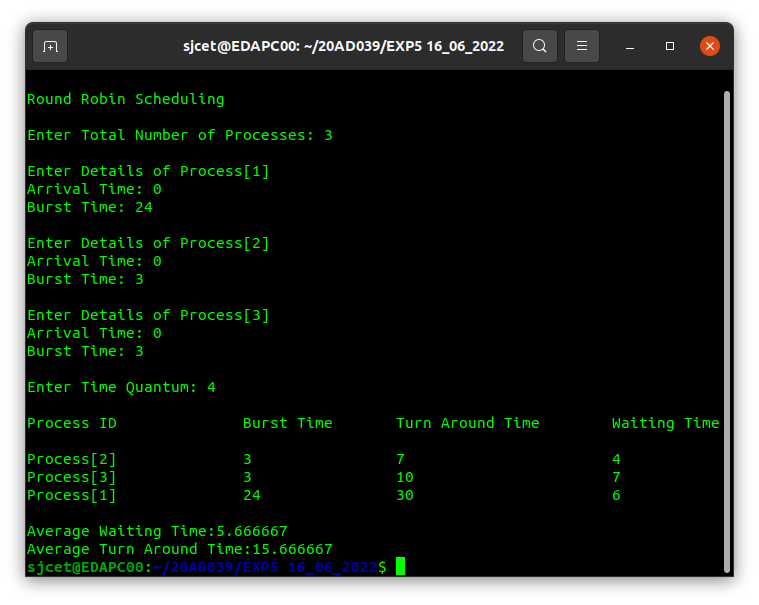 sjcet@EDAPC00: ~/20AD039/EXP5 16_06_2022
Round Robin Scheduling
Enter Total Number of Processes: 3
Enter Details of Process[1]
Arrival Time: 0
Burst Time: 24
Enter Details of Process[2]
Arrival Time: 0
Burst Time: 3
Enter Details of Process[3]
Arrival Time: 0
Burst Time: 3
Enter Time Quantum: 4
Process ID Burst Time Turn Around Time Waiting Time
Process[2] 3 7 4
Process[3] 3 10 7
Process[1] 24 30 6
Average Waiting Time:5.666667
Average Turn Around Time:15.666667
sjcet@EDAPC00:~/20AD039/EXP5 16_06_2022$